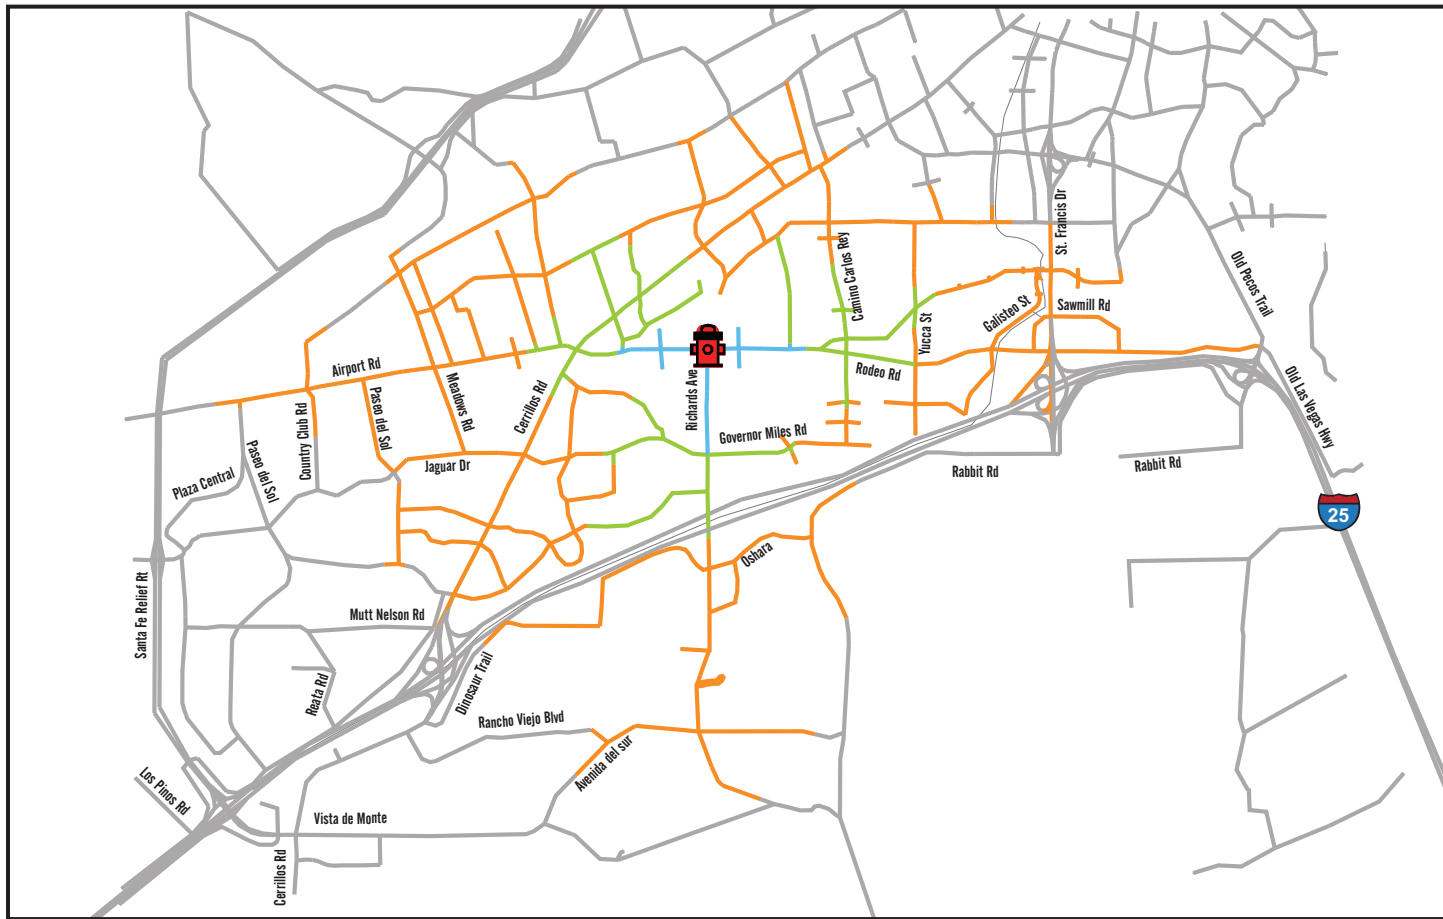 St. Francis Dr
Camino Carlos Rey
Old Pecos Trail
Galisteo St
Sawmill Rd
Yucca St
Airport Rd
Rodeo Rd
Meadows Rd
Paseo del Sol
Cerrillos Rd
Richards Ave
Old Las Vegas Hwy
Country Club Rd
Governor Miles Rd
Jaguar Dr
Paseo del Sol
Plaza Central
Rabbit Rd
Rabbit Rd
25
Oshara
Santa Fe Relief Rt
Mutt Nelson Rd
Dinosaur Trail
Reata Rd
Rancho Viejo Blvd
Avenida del sur
Los Pinos Rd
Vista de Monte
Cerrillos Rd